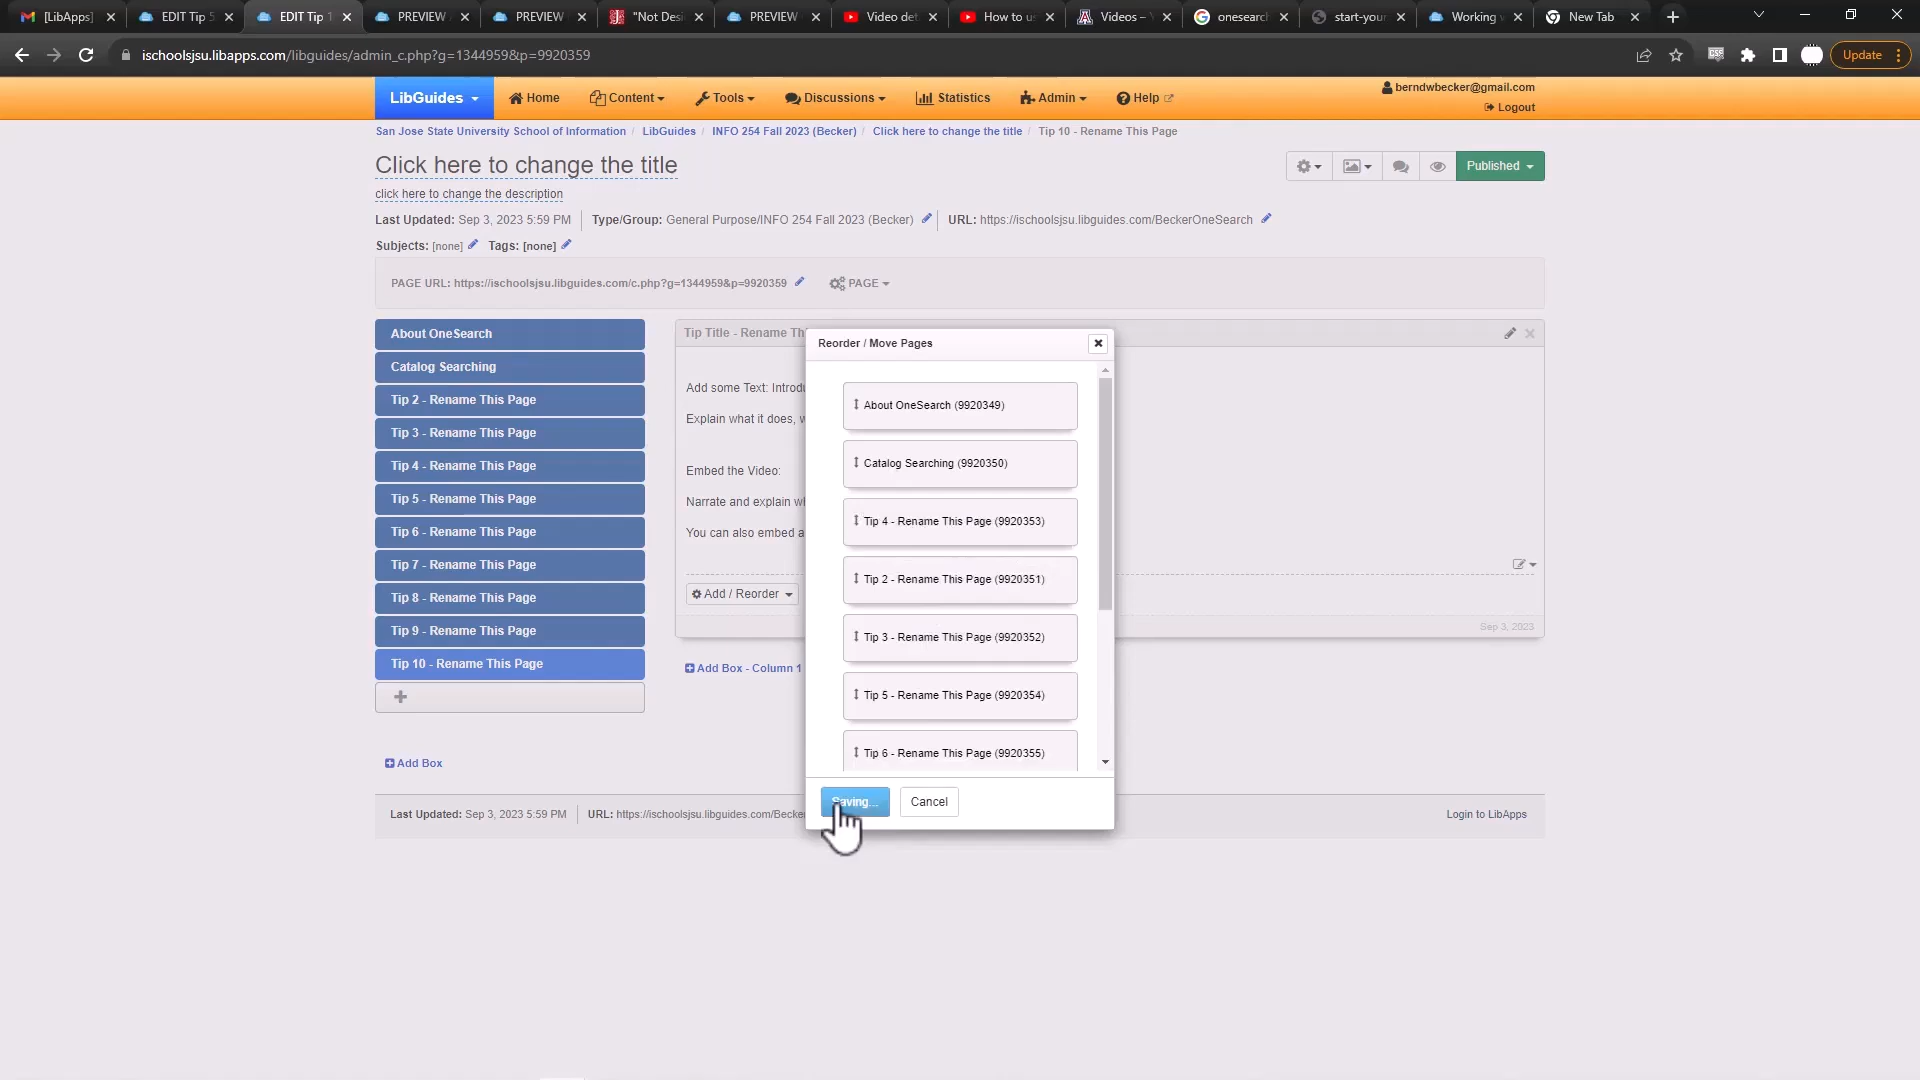 [LibApps]
EDIT Tip 5
EDIT Tip 1
PREVIEW
PREVIEW
"Not Desi
PREVIEW
Video det
How to us
Videos –
onesearch
start-your
Working
New Tab
ischoolsjsu.libapps.com/libguides/admin_c.php?g=1344959&p=9920359
Update
LibGuides
Home
Content
Tools
Discussions
Statistics
Admin
Help
berndwbecker@gmail.com
Logout
San Jose State University School of Information / LibGuides / INFO 254 Fall 2023 (Becker) / Click here to change the title / Tip 10 - Rename This Page
Click here to change the title
Published
click here to change the description
Last Updated: Sep 3, 2023 5:59 PM
Type/Group: General Purpose/INFO 254 Fall 2023 (Becker)
URL: https://ischoolsjsu.libguides.com/BeckerOneSearch
Subjects: [none]
Tags: [none]
PAGE URL: https://ischoolsjsu.libguides.com/c.php?g=1344959&p=9920359
PAGE
About OneSearch
Catalog Searching
Tip 2 - Rename This Page
Tip 3 - Rename This Page
Tip 4 - Rename This Page
Tip 5 - Rename This Page
Tip 6 - Rename This Page
Tip 7 - Rename This Page
Tip 8 - Rename This Page
Tip 9 - Rename This Page
Tip 10 - Rename This Page
Add Box
Tip Title - Rename Th
Add some Text: Introdu
Explain what it does, w
Embed the Video:
Narrate and explain wh
You can also embed a
Add / Reorder
Sep 3, 2023
Add Box - Column 1
Reorder / Move Pages
About OneSearch (9920349)
Catalog Searching (9920350)
Tip 4 - Rename This Page (9920353)
Tip 2 - Rename This Page (9920351)
Tip 3 - Rename This Page (9920352)
Tip 5 - Rename This Page (9920354)
Tip 6 - Rename This Page (9920355)
Saving...
Cancel
Last Updated: Sep 3, 2023 5:59 PM
URL: https://ischoolsjsu.libguides.com/Becker
Login to LibApps